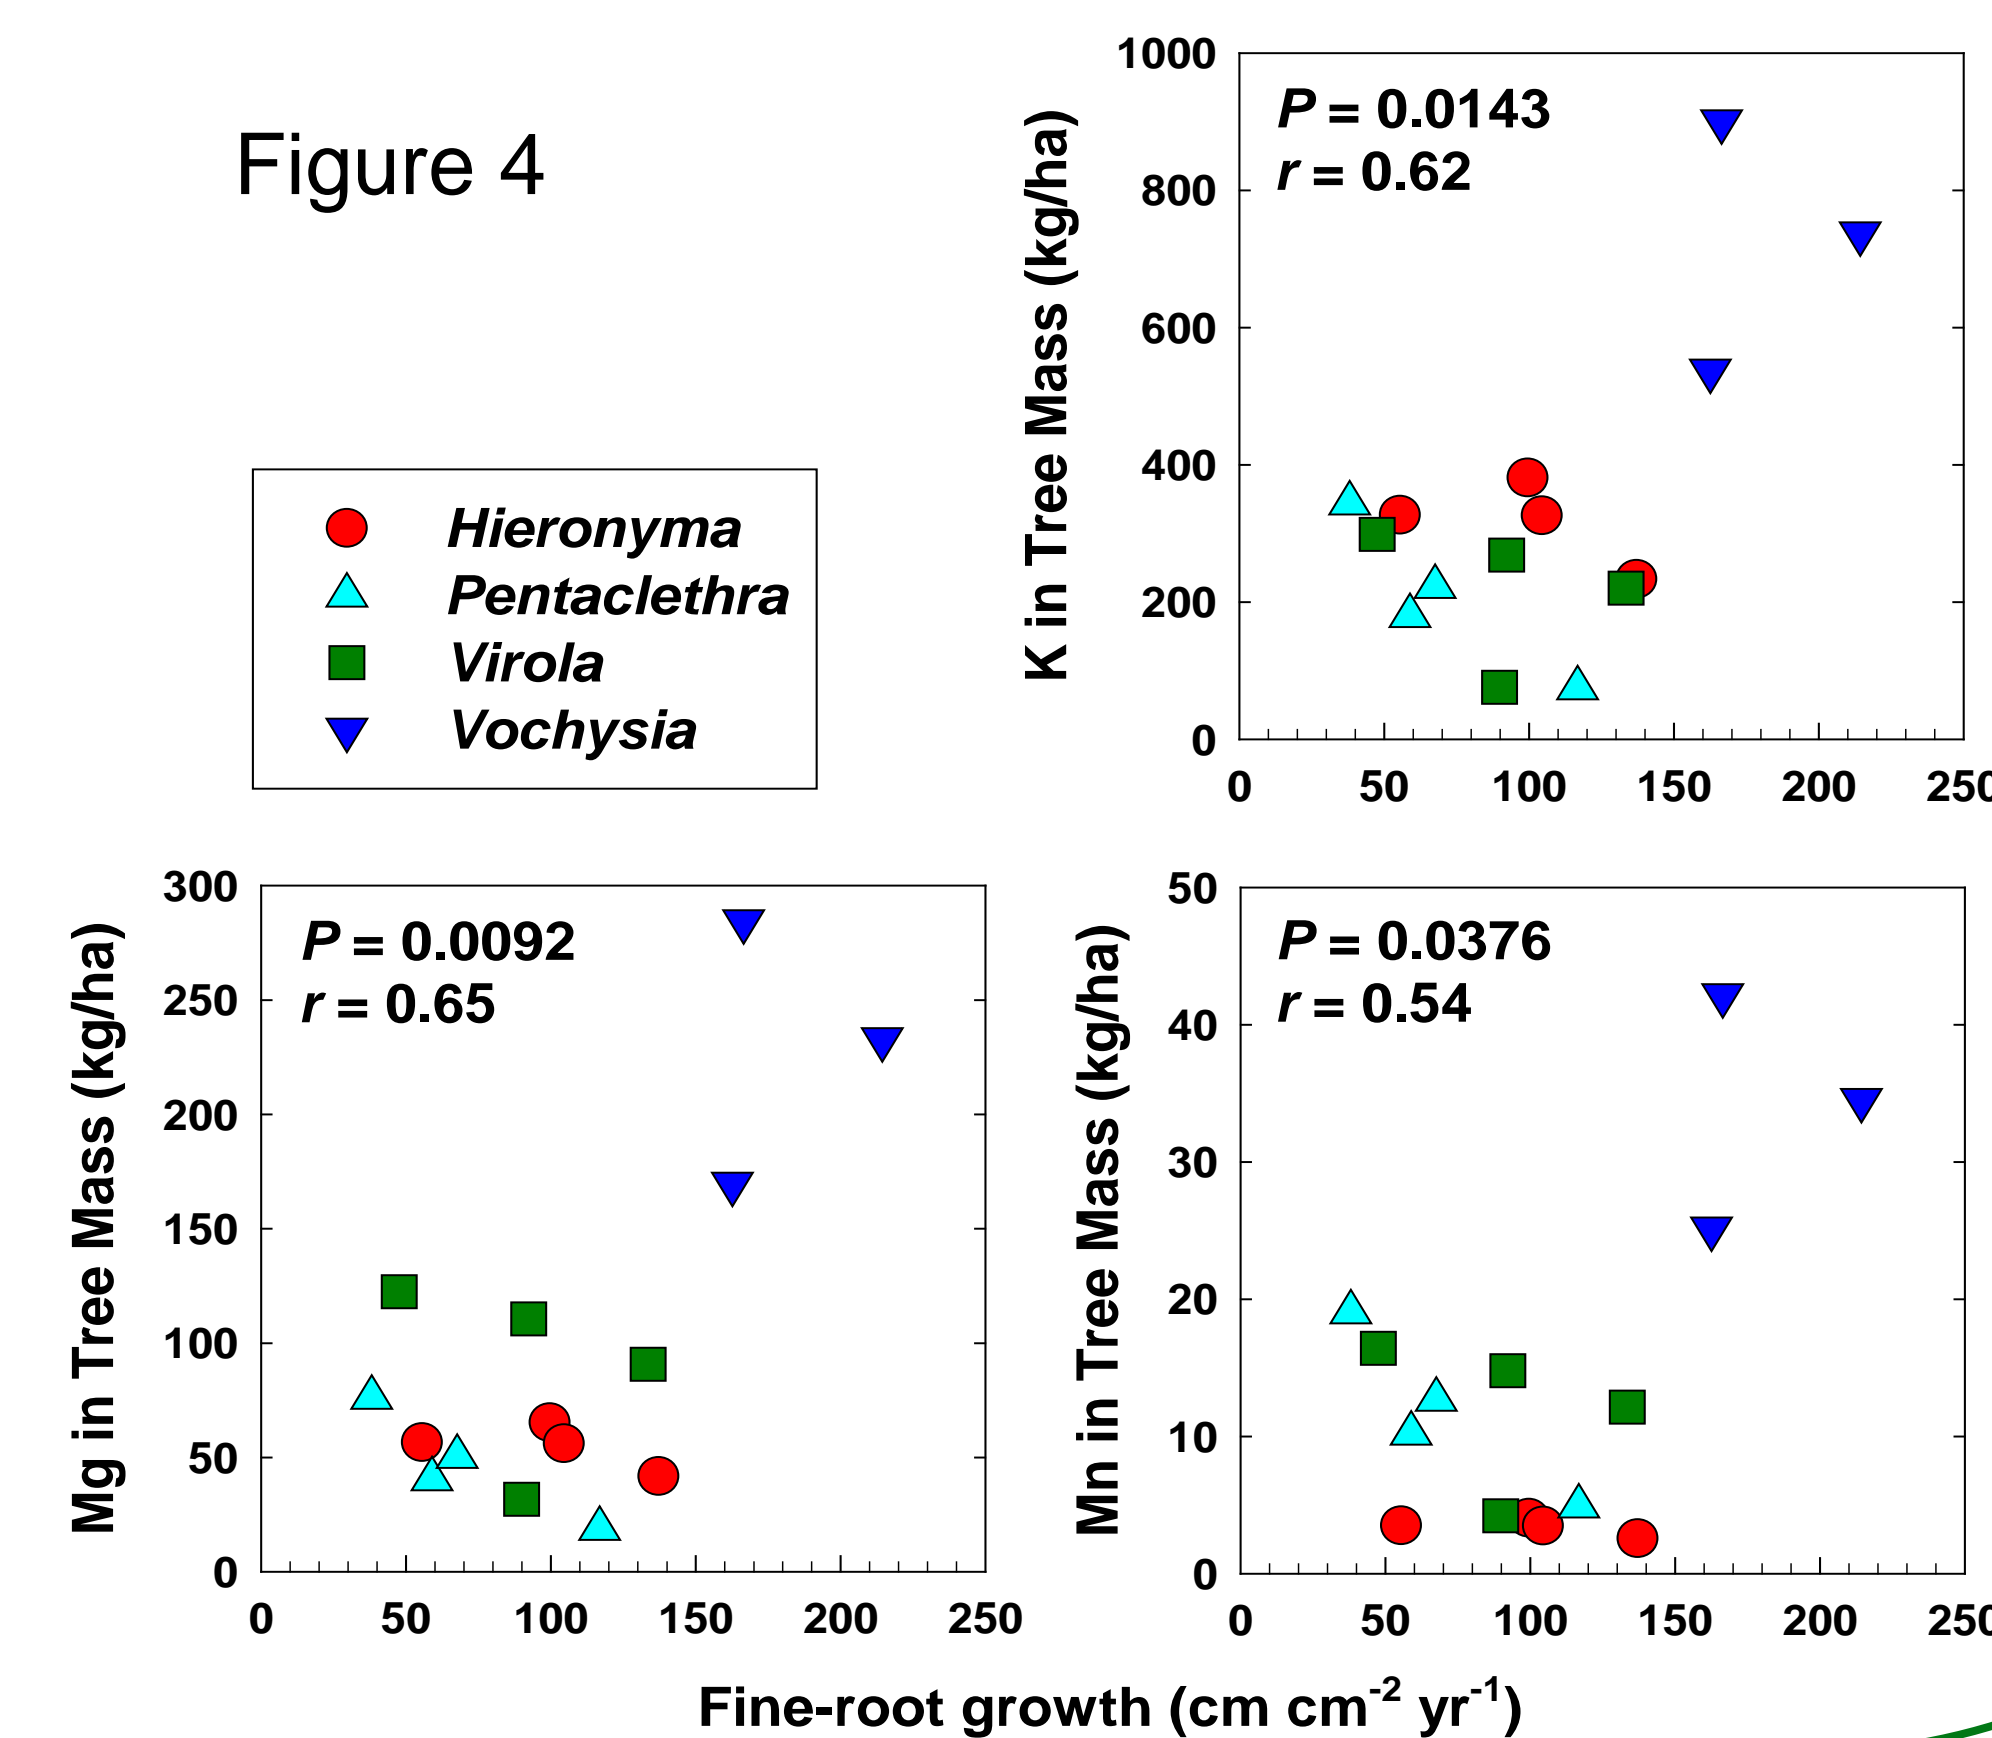 Figure 4
Hieronyma
Pentaclethra
Virola
Vochysia
K in Tree Mass (kg/ha)
1000
800
600
400
200
0
P = 0.0143
r = 0.62
0 50 100 150 200 250
Mg in Tree Mass (kg/ha)
300
250
200
150
100
50
0
P = 0.0092
r = 0.65
0 50 100 150 200 250
Mn in Tree Mass (kg/ha)
50
40
30
20
10
0
P = 0.0376
r = 0.54
0 50 100 150 200 250
Fine-root growth (cm cm⁻² yr⁻¹)